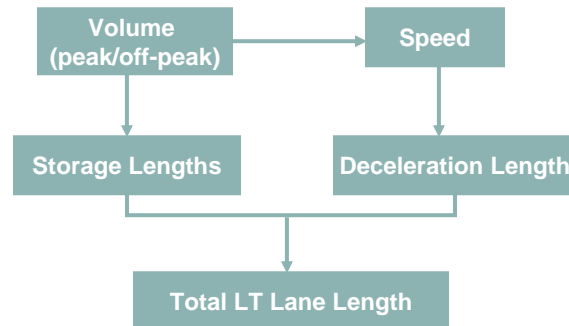 Volume
(peak/off-peak)
Speed
Storage Lengths
Deceleration Length
Total LT Lane Length